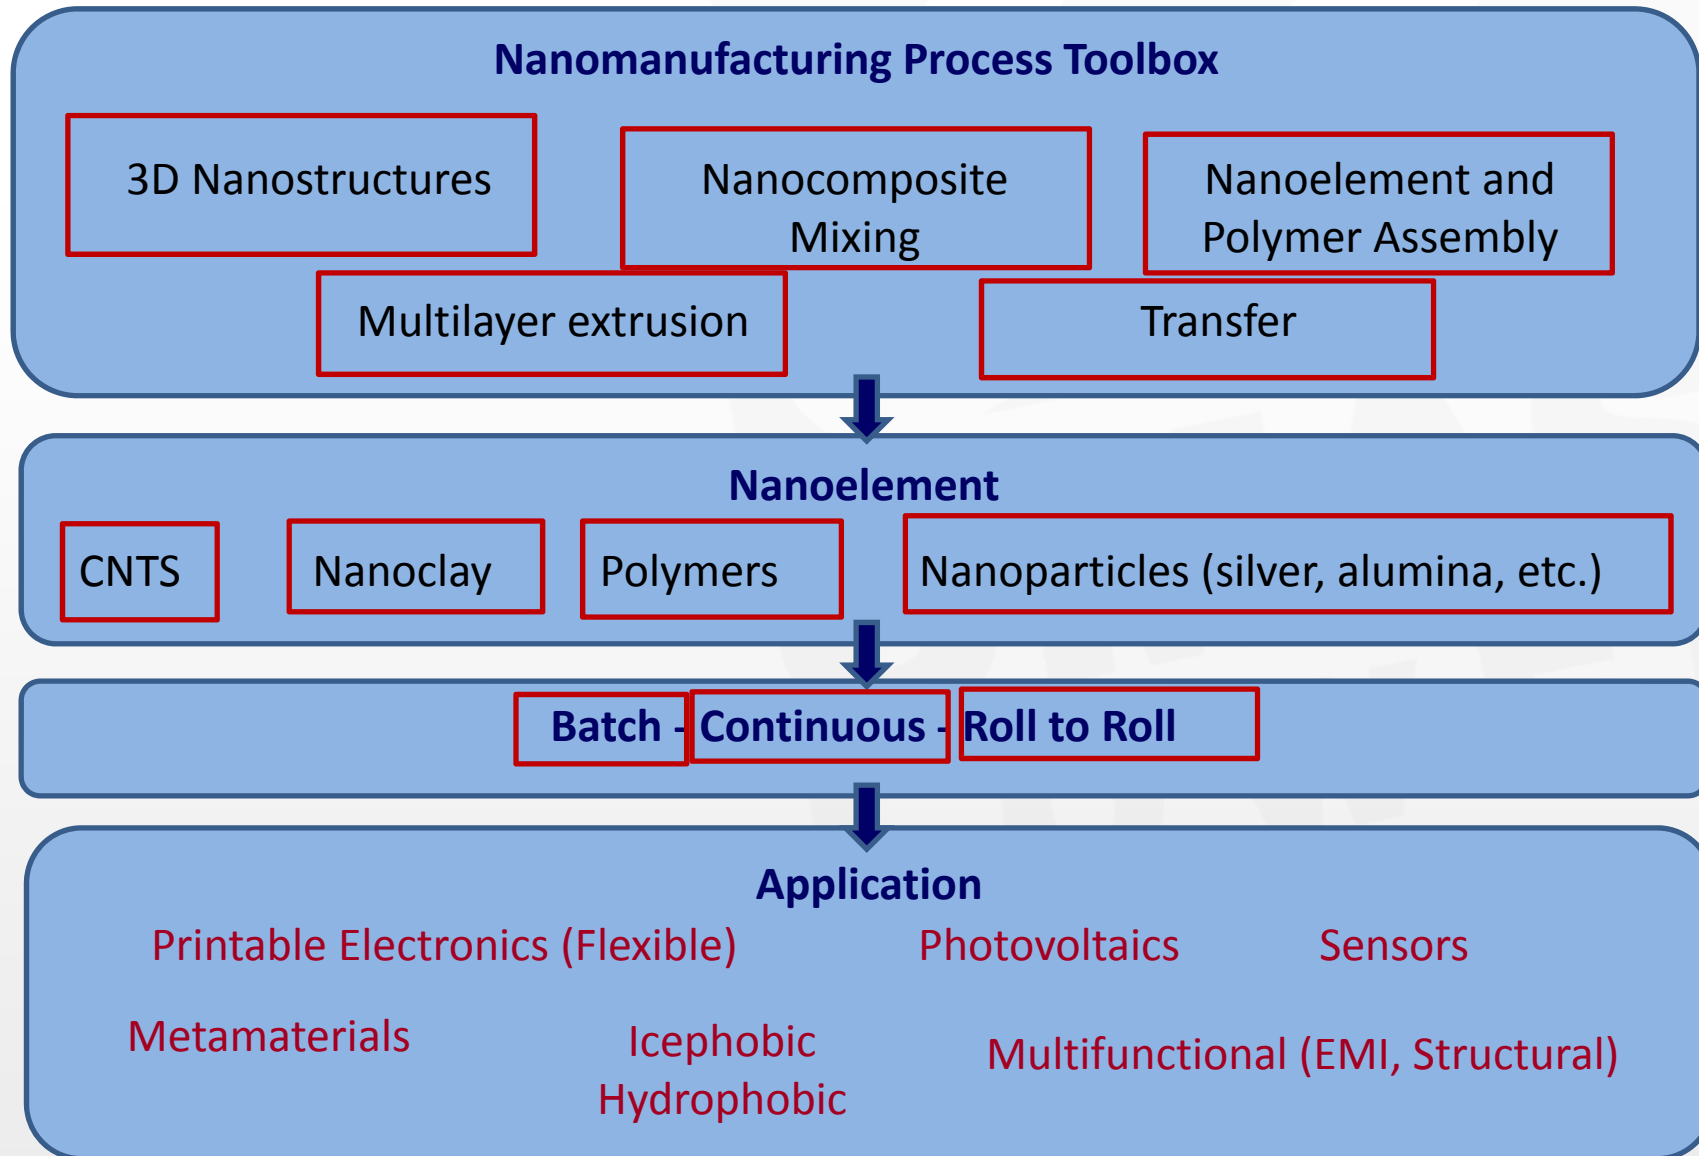 Nanomanufacturing Process Toolbox
3D Nanostructures
Nanocomposite
Mixing
Nanoelement and
Polymer Assembly
Multilayer extrusion
Transfer
Nanoelement
CNTS
Nanoclay
Polymers
Nanoparticles (silver, alumina, etc.)
Batch - Continuous - Roll to Roll
Application
Printable Electronics (Flexible)
Photovoltaics
Sensors
Metamaterials
Icephobic
Hydrophobic
Multifunctional (EMI, Structural)